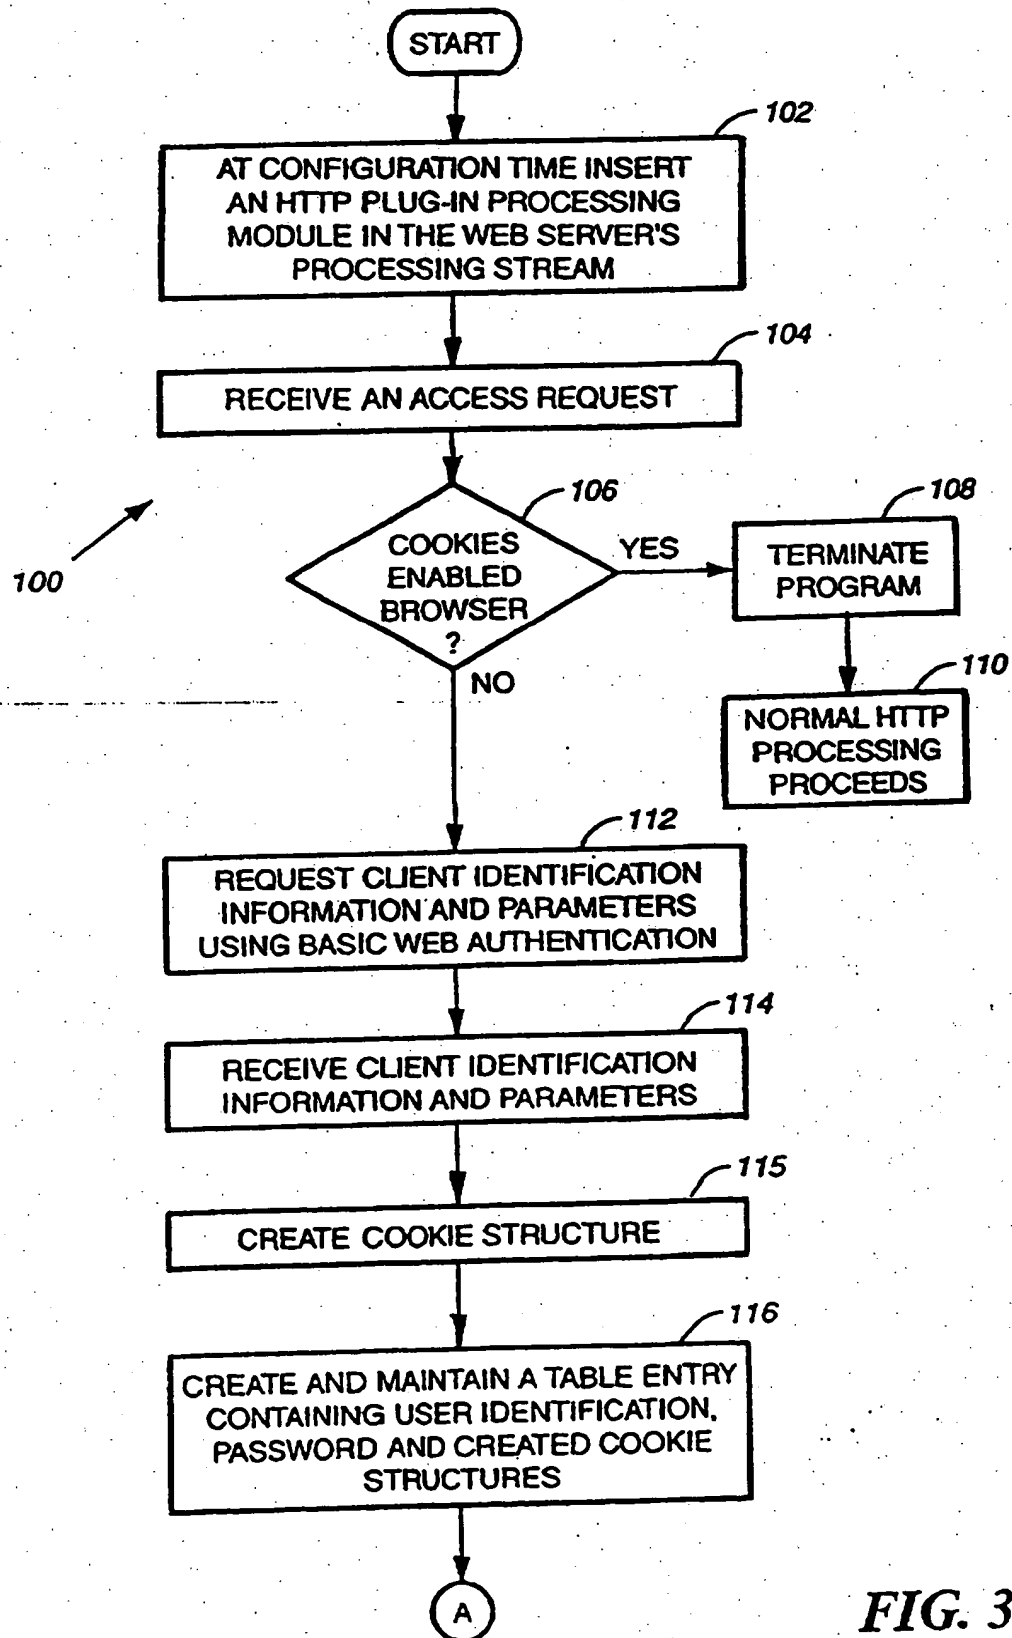 START
102
AT CONFIGURATION TIME INSERT
AN HTTP PLUG-IN PROCESSING
MODULE IN THE WEB SERVER'S
PROCESSING STREAM
104
RECEIVE AN ACCESS REQUEST
106
COOKIES
ENABLED
BROWSER
?
YES
108
TERMINATE
PROGRAM
100
NO
110
NORMAL HTTP
PROCESSING
PROCEEDS
112
REQUEST CLIENT IDENTIFICATION
INFORMATION AND PARAMETERS
USING BASIC WEB AUTHENTICATION
114
RECEIVE CLIENT IDENTIFICATION
INFORMATION AND PARAMETERS
115
CREATE COOKIE STRUCTURE
116
CREATE AND MAINTAIN A TABLE ENTRY
CONTAINING USER IDENTIFICATION,
PASSWORD AND CREATED COOKIE
STRUCTURES
A
FIG. 3